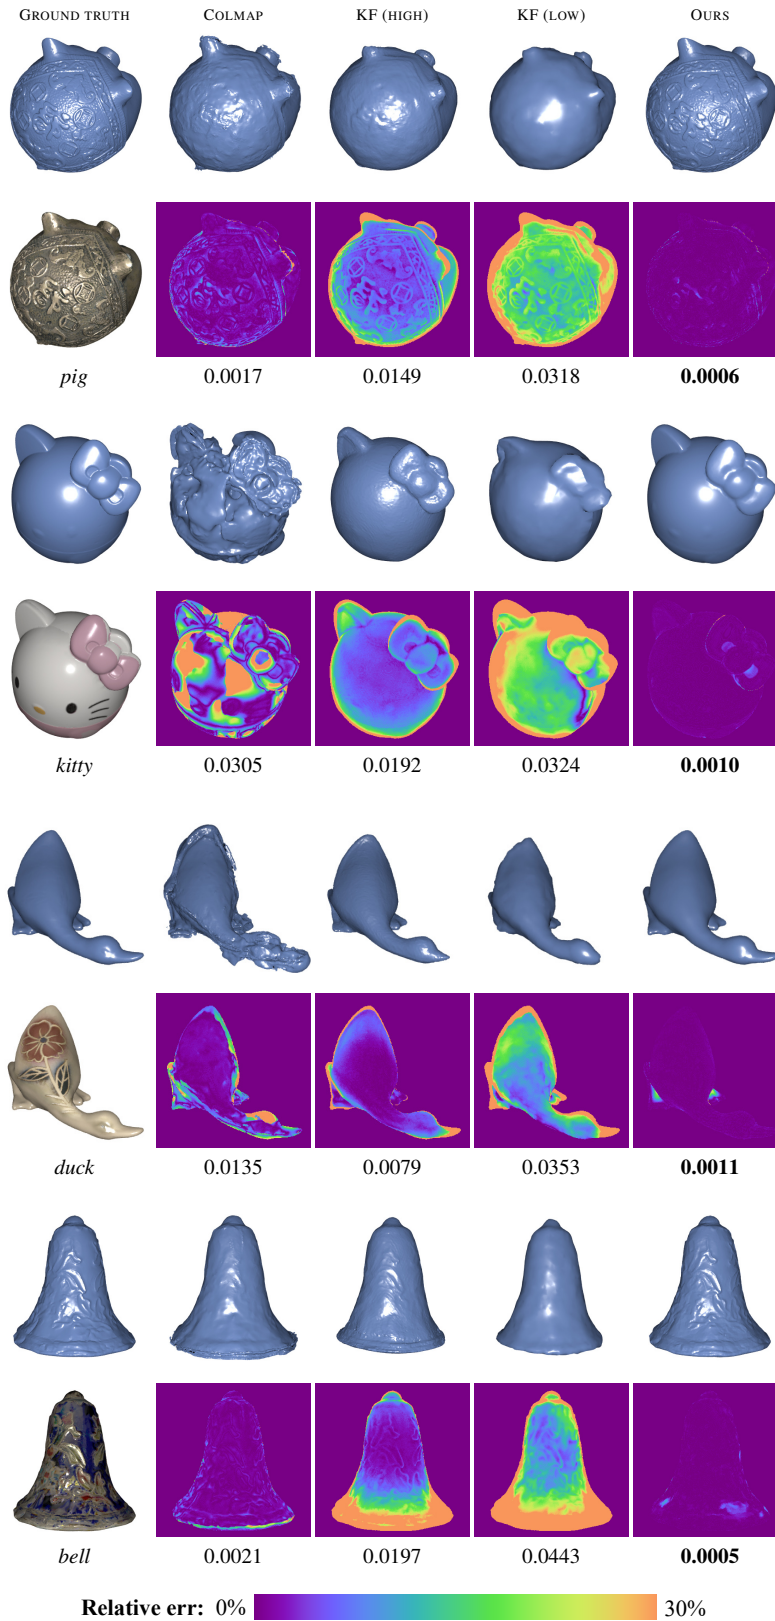 GROUND TRUTH COLMAP KF (HIGH) KF (LOW) OURS
pig 0.0017 0.0149 0.0318 0.0006
kitty 0.0305 0.0192 0.0324 0.0010
duck 0.0135 0.0079 0.0353 0.0011
bell 0.0021 0.0197 0.0443 0.0005
Relative err: 0% 30%